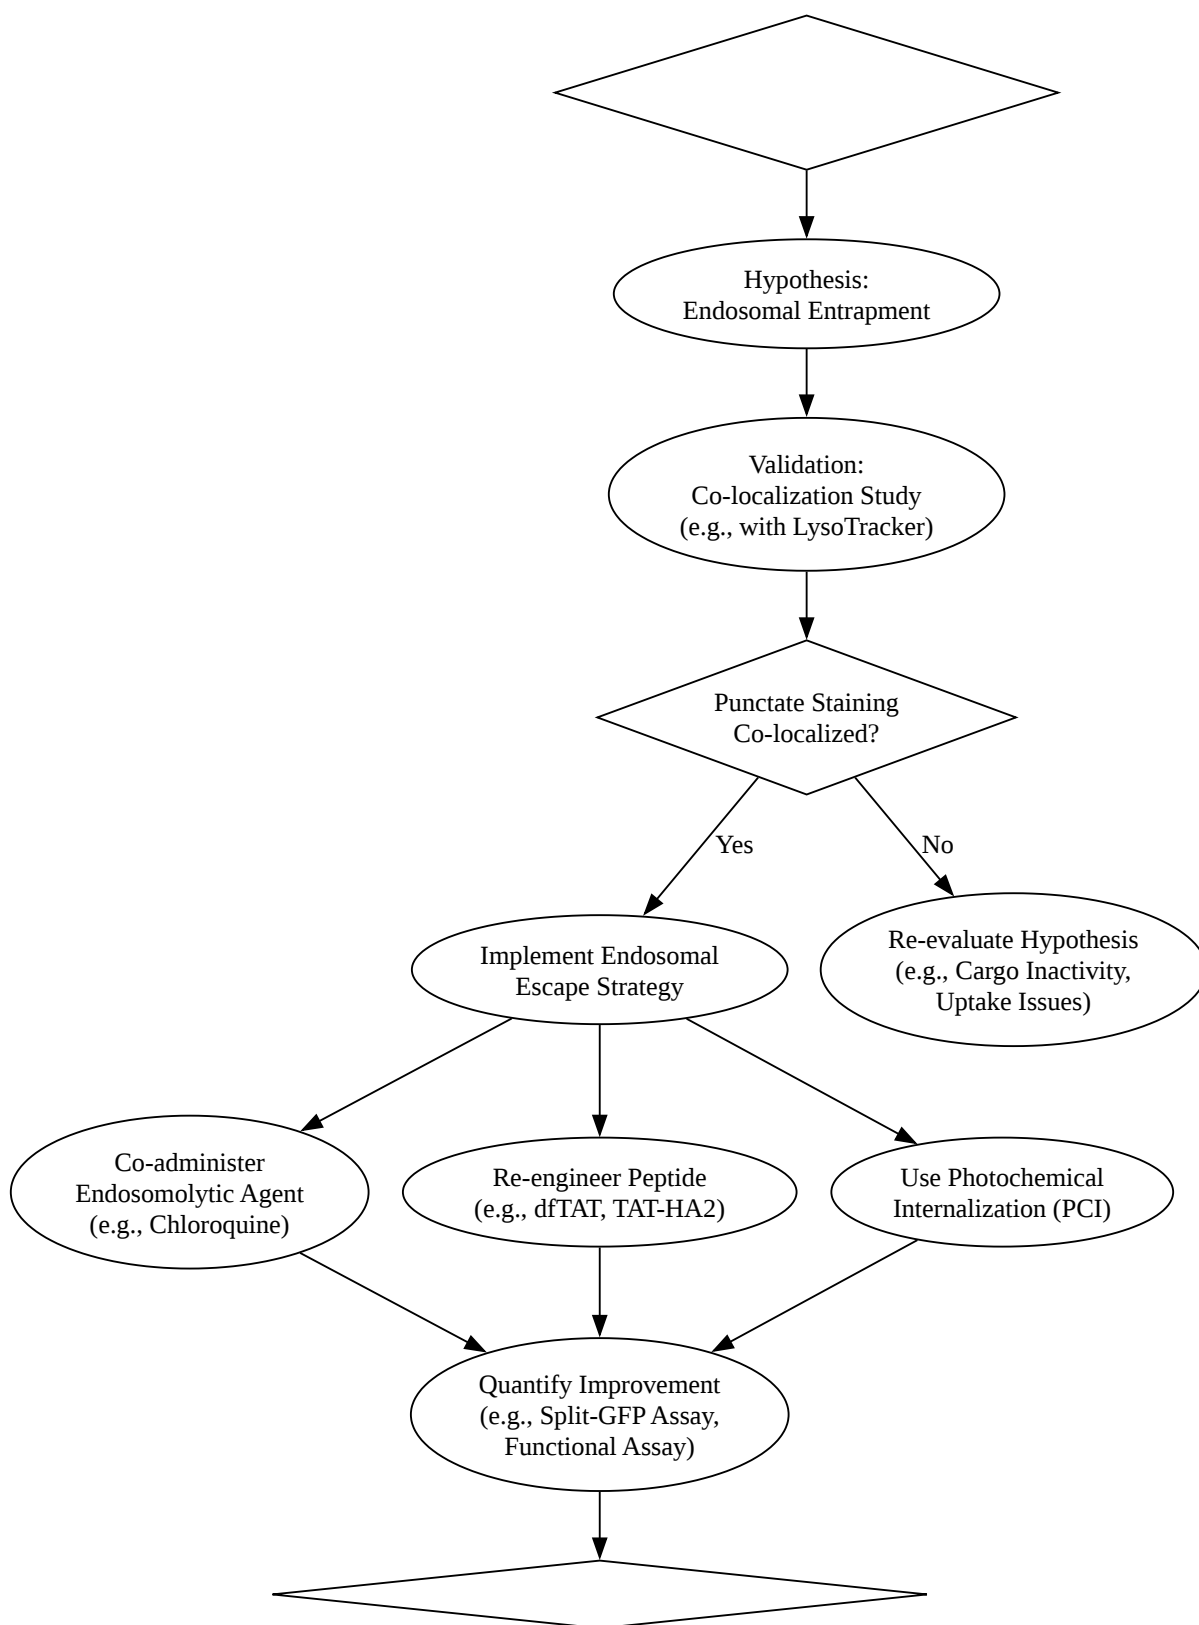 Hypothesis:
Endosomal Entrapment
Validation:
Co-localization Study
(e.g., with LysoTracker)
Punctate Staining
Co-localized?
Yes
No
Implement Endosomal
Escape Strategy
Re-evaluate Hypothesis
(e.g., Cargo Inactivity,
Uptake Issues)
Co-administer
Endosomolytic Agent
(e.g., Chloroquine)
Re-engineer Peptide
(e.g., dfTAT, TAT-HA2)
Use Photochemical
Internalization (PCI)
Quantify Improvement
(e.g., Split-GFP Assay,
Functional Assay)